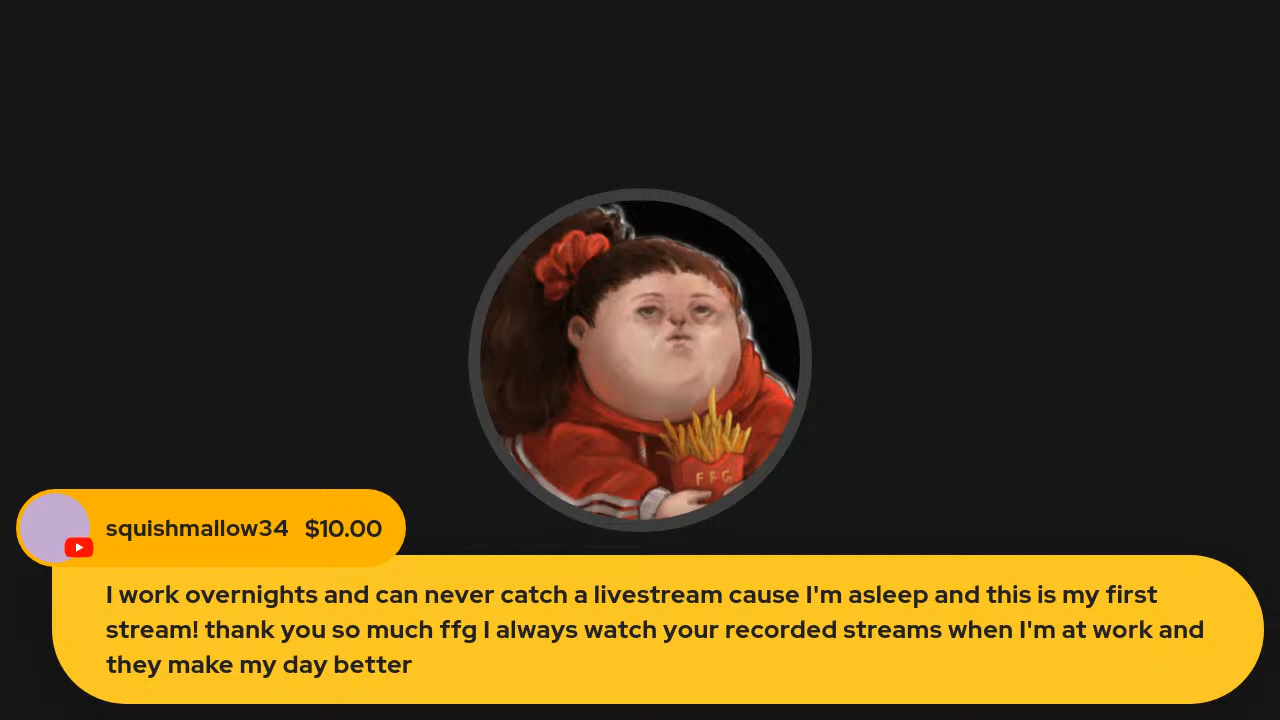 FFG
squishmallow34 $10.00
I work overnights and can never catch a livestream cause I'm asleep and this is my first
stream! thank you so much ffg I always watch your recorded streams when I'm at work and
they make my day better